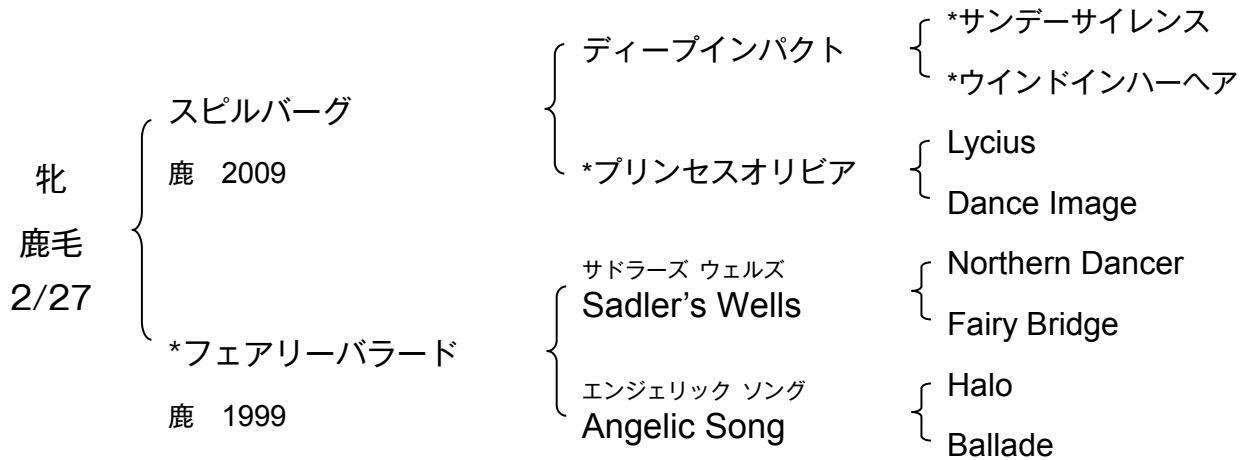 牝
鹿毛
2/27
スピルバーグ
鹿　2009
*フェアリーバラード
鹿　1999
ディープインパクト
*プリンセスオリビア
サドラーズ ウェルズ
Sadler’s Wells
エンジェリック ソング
Angelic Song
*サンデーサイレンス
*ウインドインハーヘア
Lycius
Dance Image
Northern Dancer
Fairy Bridge
Halo
Ballade